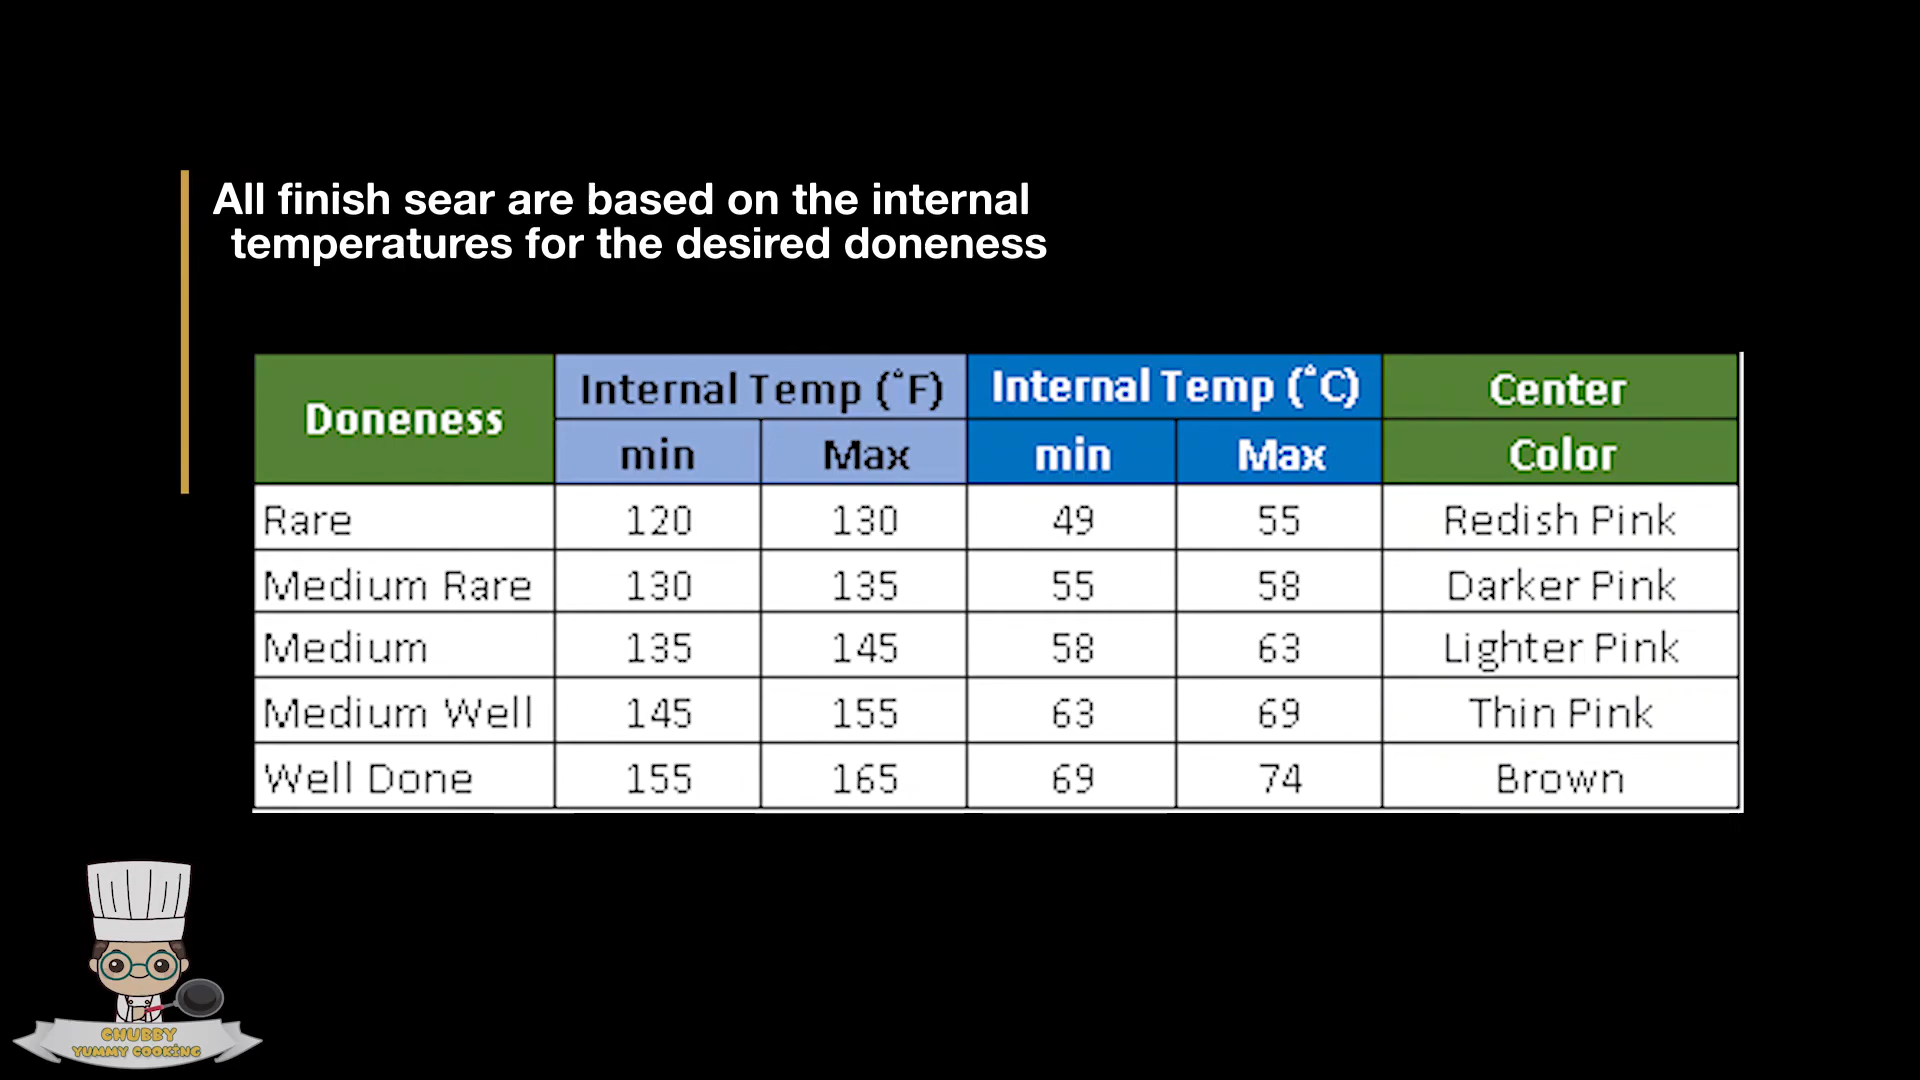 All finish sear are based on the internal
temperatures for the desired doneness
Doneness Internal Temp (˚F) Internal Temp (˚C) Center
min Max min Max Color
Rare 120 130 49 55 Redish Pink
Medium Rare 130 135 55 58 Darker Pink
Medium 135 145 58 63 Lighter Pink
Medium Well 145 155 63 69 Thin Pink
Well Done 155 165 69 74 Brown
CHUBBY
YUMMY COOKING